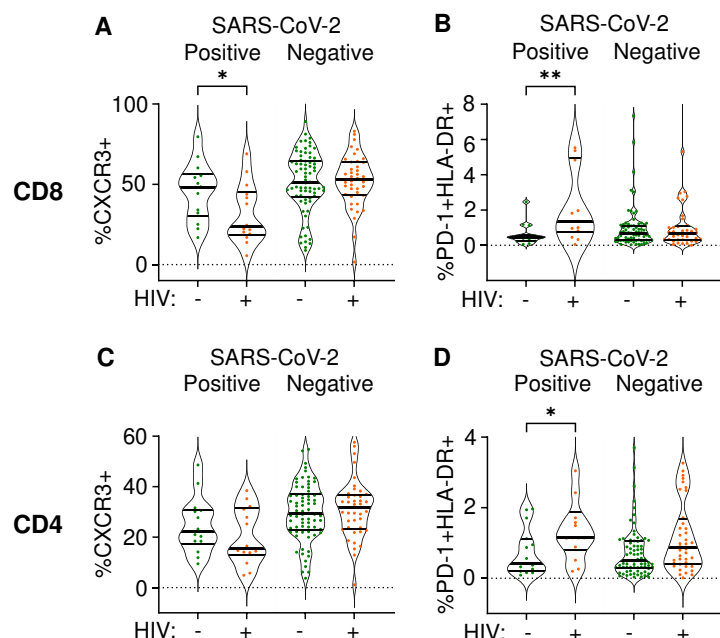 A
SARS-CoV-2
Positive Negative
*
%CXCR3+
100
50
0
HIV: - + - +
B
SARS-CoV-2
Positive Negative
**
%PD-1+HLA-DR+
8
6
4
2
0
HIV: - + - +
CD8
C
SARS-CoV-2
Positive Negative
%CXCR3+
60
40
20
0
HIV: - + - +
D
SARS-CoV-2
Positive Negative
*
%PD-1+HLA-DR+
4
2
0
HIV: - + - +
CD4